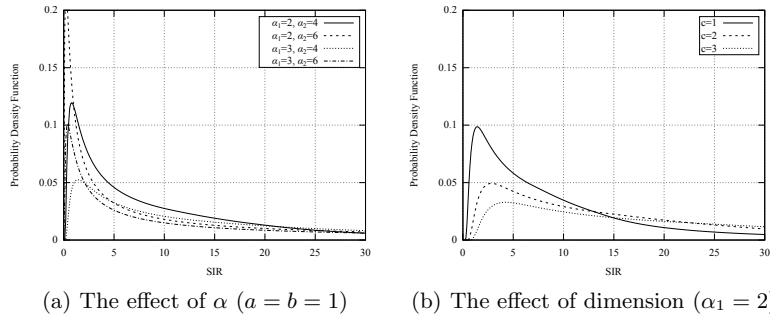 0.2
0.15
0.1
0.05
0
0 5 10 15 20 25 30
Probability Density Function
SIR
α₁=2, α₂=4
α₁=2, α₂=6
α₁=3, α₂=4
α₁=3, α₂=6
(a) The effect of α (a = b = 1)
0.2
0.15
0.1
0.05
0
0 5 10 15 20 25 30
Probability Density Function
SIR
c=1
c=2
c=3
(b) The effect of dimension (α₁ = 2)